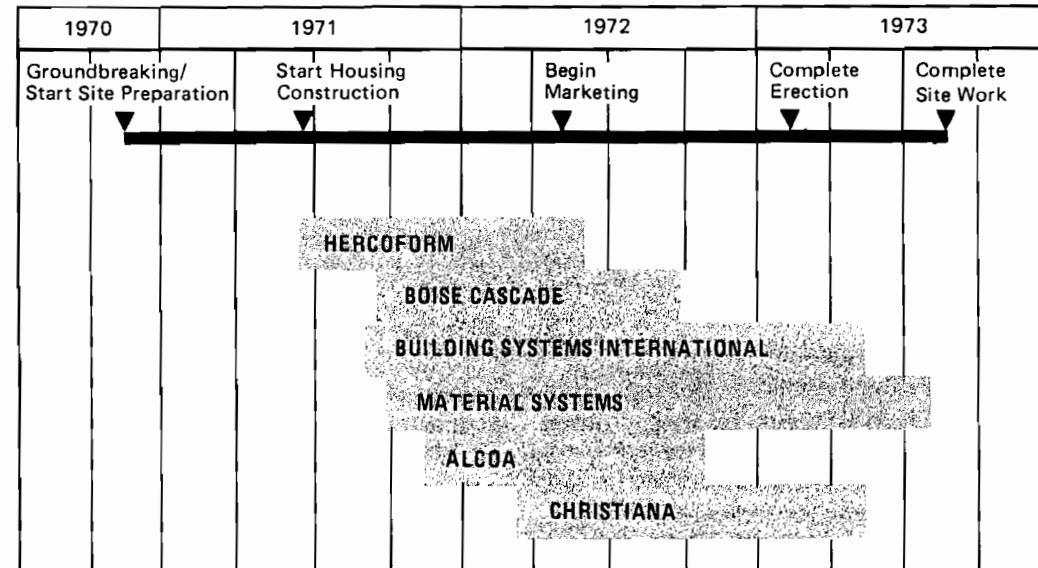 1970
1971
1972
1973
Groundbreaking/
Start Site Preparation
Start Housing
Construction
Begin
Marketing
Complete
Erection
Complete
Site Work
HERCOFORM
BOISE CASCADE
BUILDING SYSTEMS INTERNATIONAL
MATERIAL SYSTEMS
ALCOA
CHRISTIANA